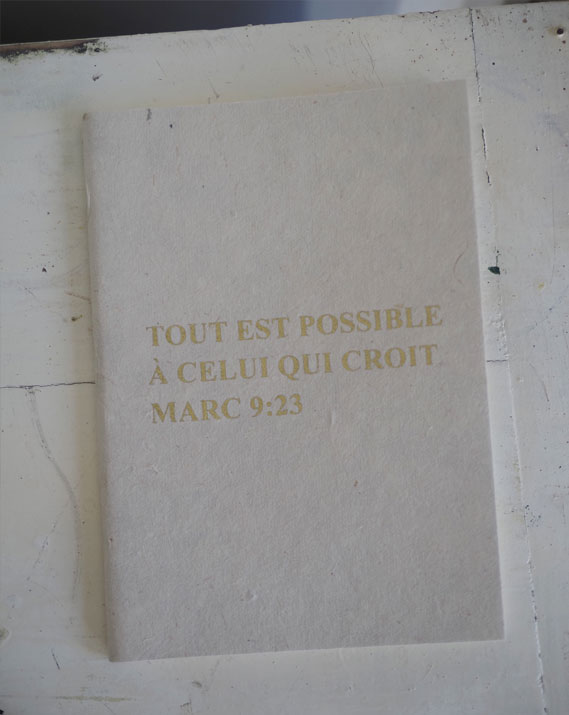 TOUT EST POSSIBLE
À CELUI QUI CROIT
MARC 9:23